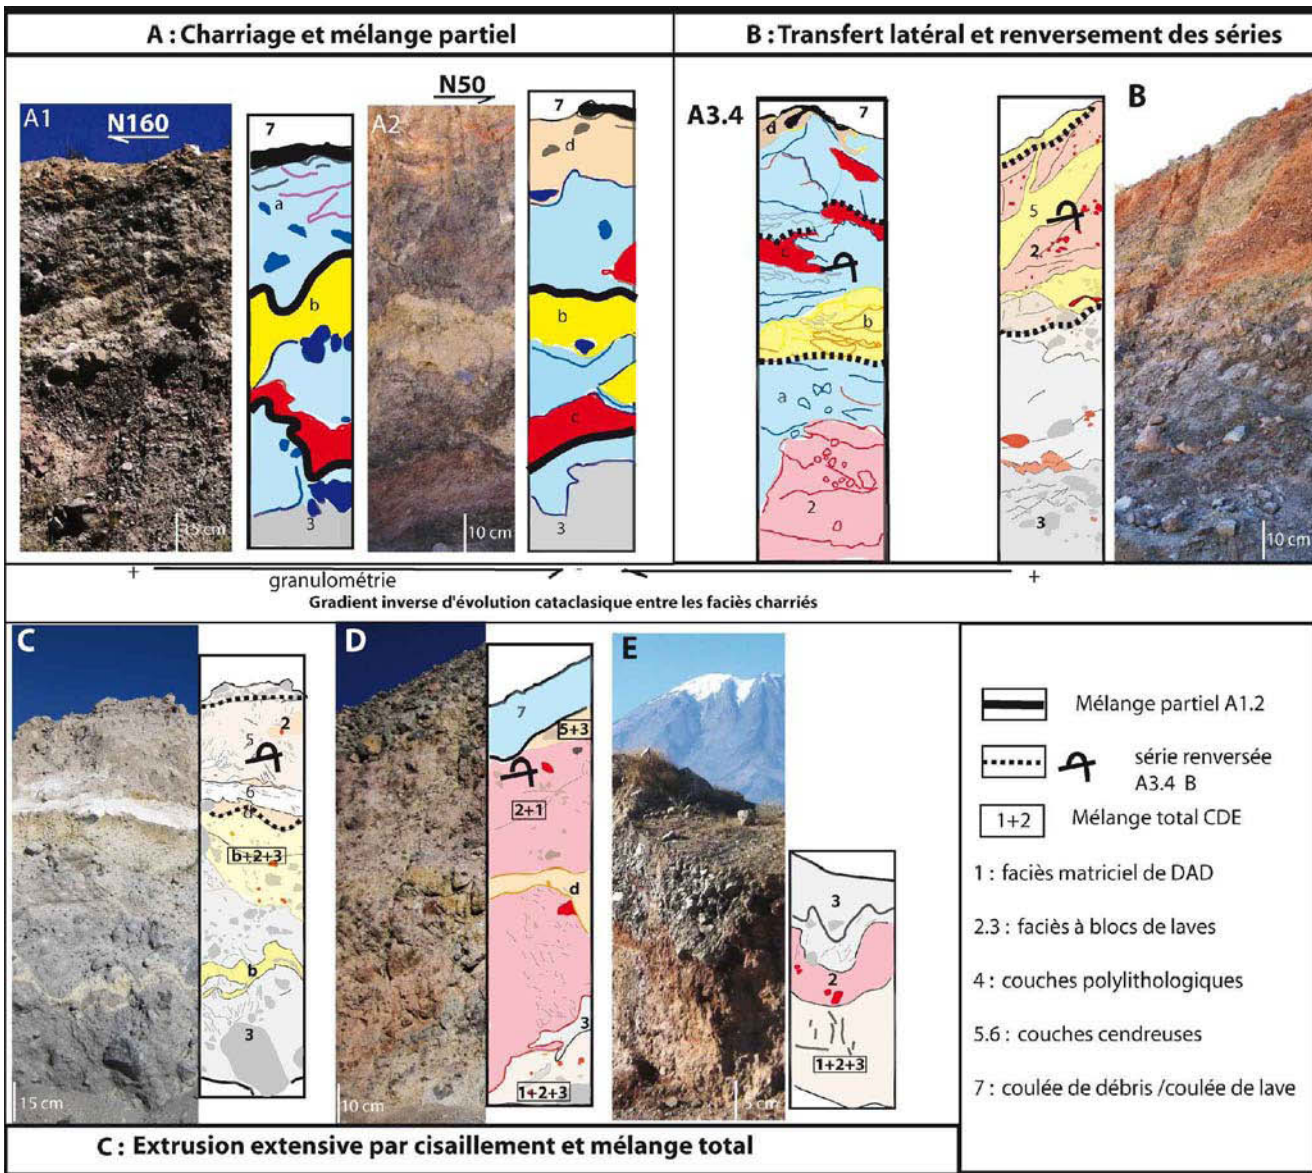 A : Charriage et mélange partiel
B : Transfert latéral et renversement des séries
A1
N160
7
a
b
c
3
15 cm
N50
A2
7
d
b
c
3
10 cm
A3.4
d
7
c
b
a
2
5
2
3
B
10 cm
+
granulométrie
-
+
Gradient inverse d'évolution cataclasique entre les faciès charriés
C
2
5
6
d
b+2+3
b
3
15 cm
D
7
5+3
2+1
d
3
1+2+3
10 cm
E
3
2
1+2+3
5 cm
Mélange partiel A1.2
série renversée
A3.4 B
1+2
Mélange total CDE
1 : faciès matriciel de DAD
2.3 : faciès à blocs de laves
4 : couches polylithologiques
5.6 : couches cendreuses
7 : coulée de débris /coulée de lave
C : Extrusion extensive par cisaillement et mélange total